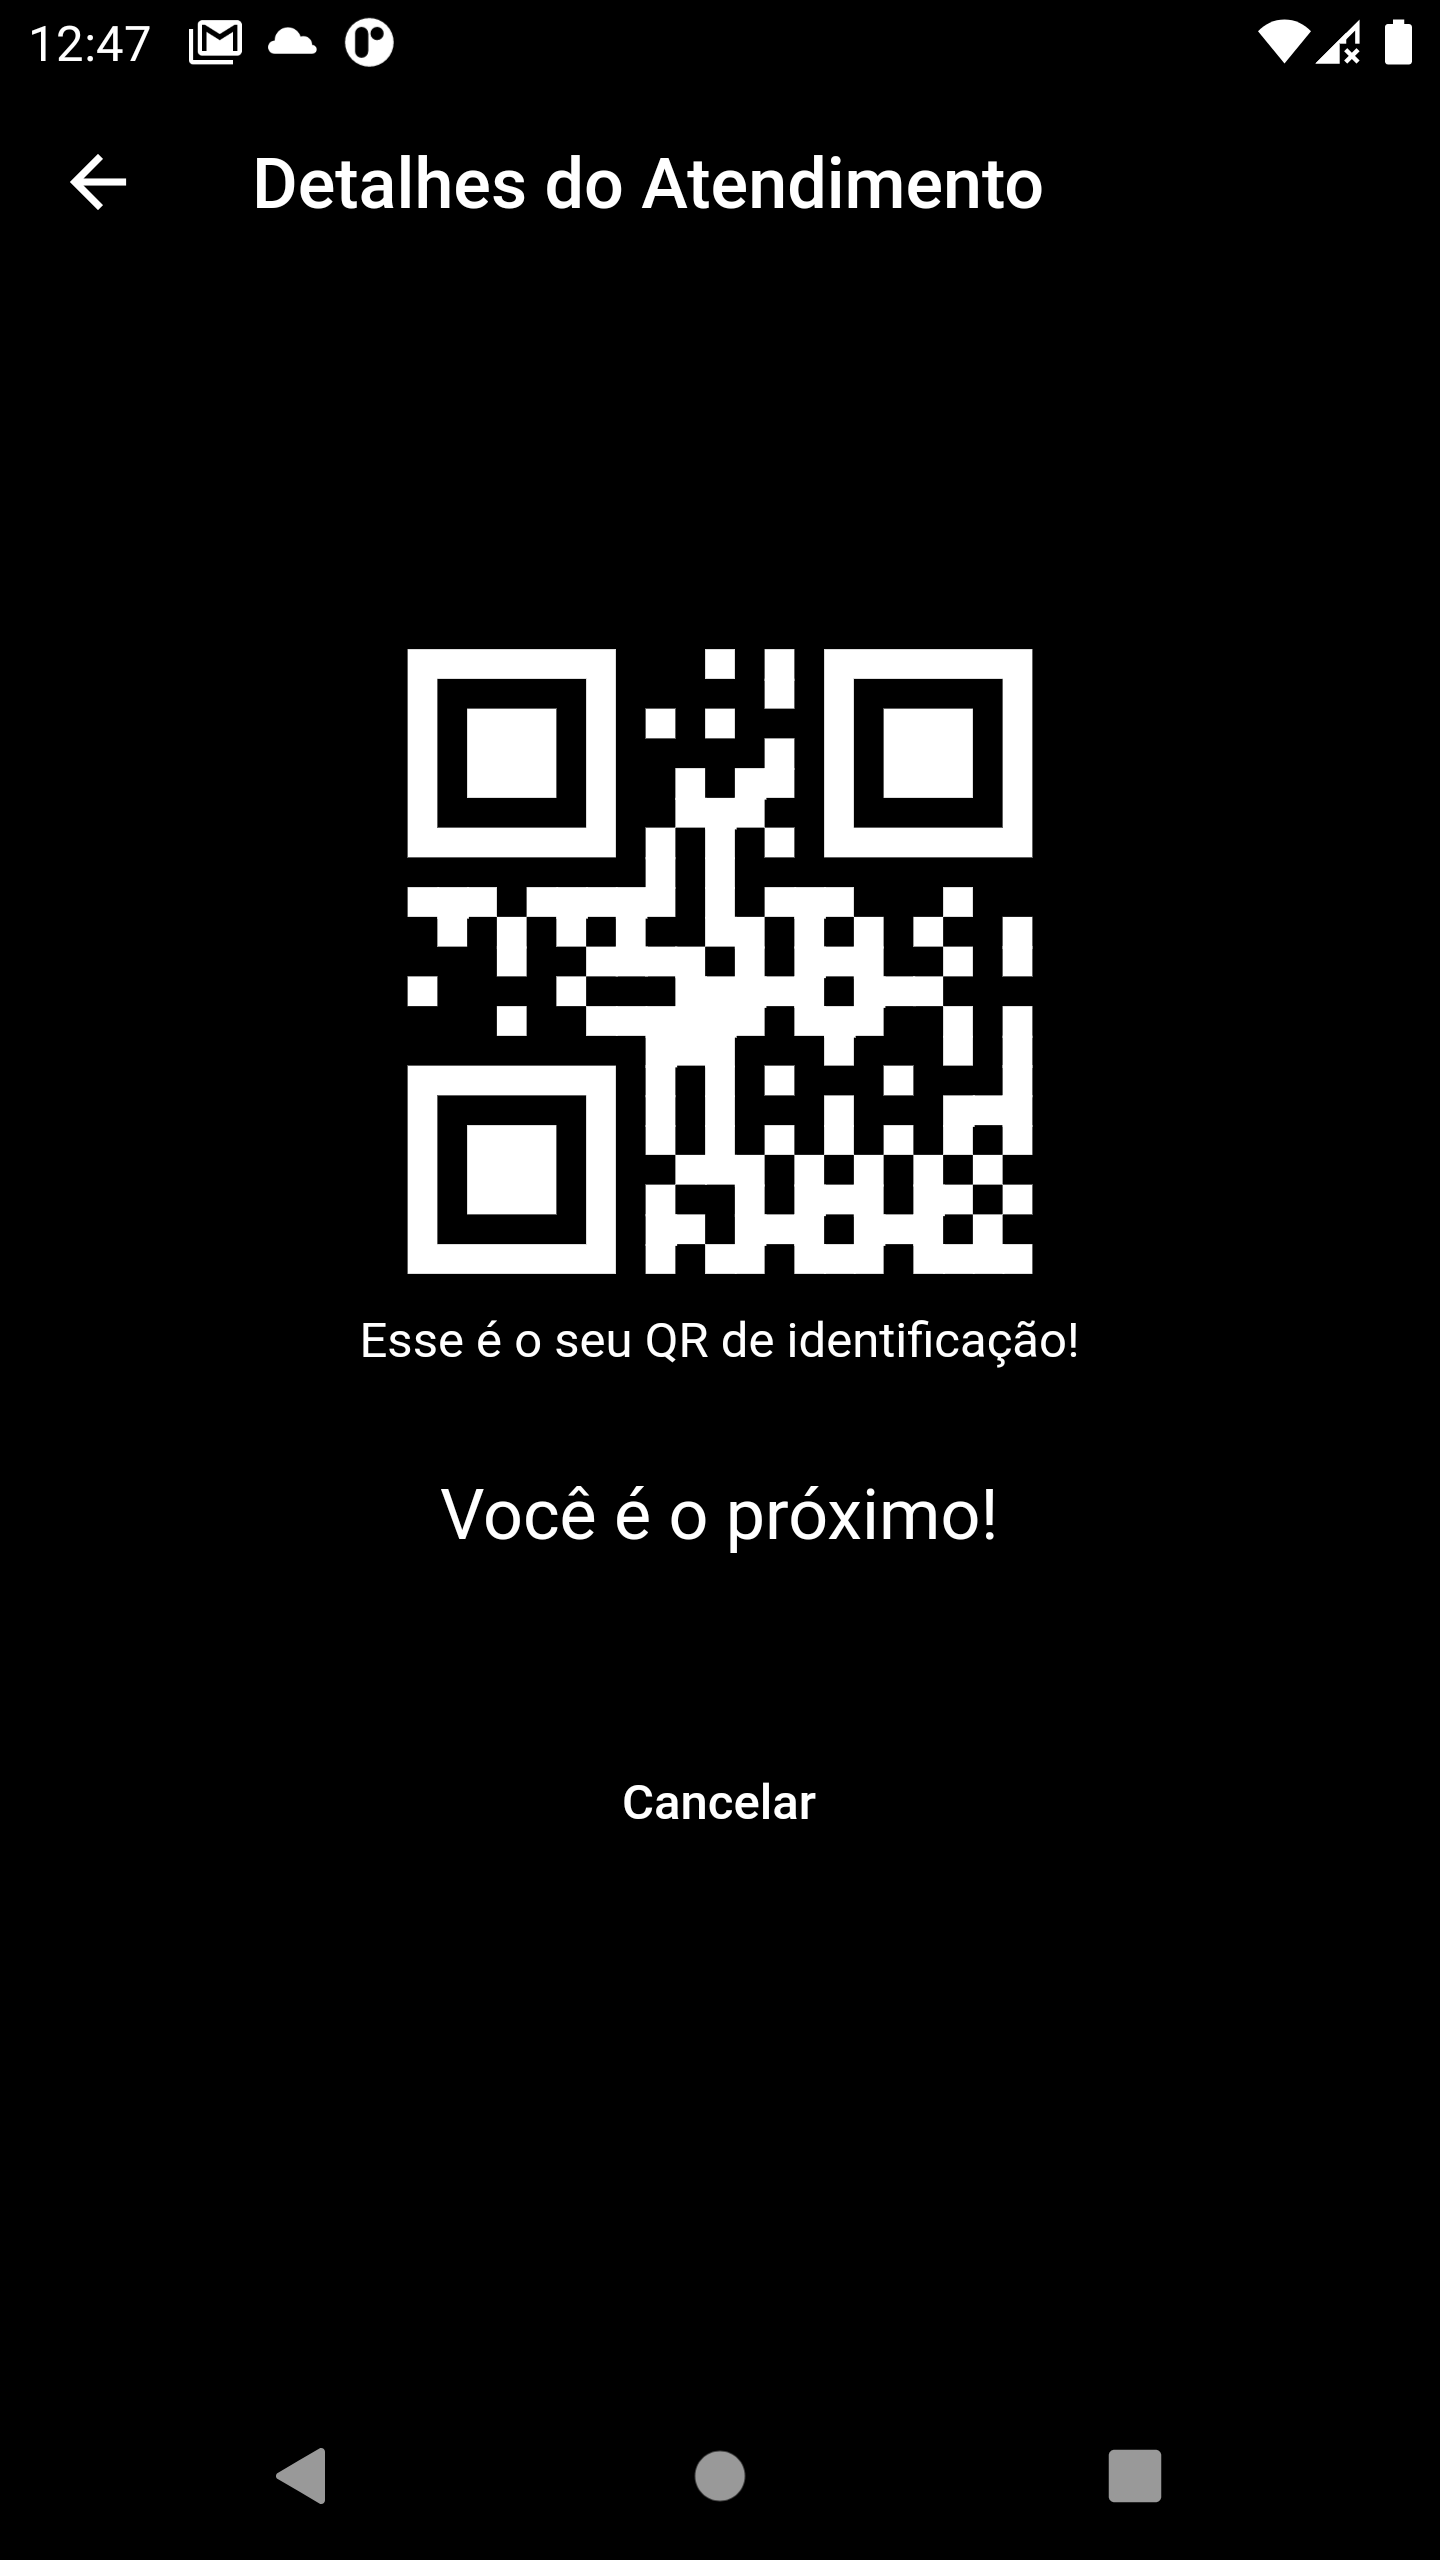 12:47
Detalhes do Atendimento
Esse é o seu QR de identificação!
Você é o próximo!
Cancelar